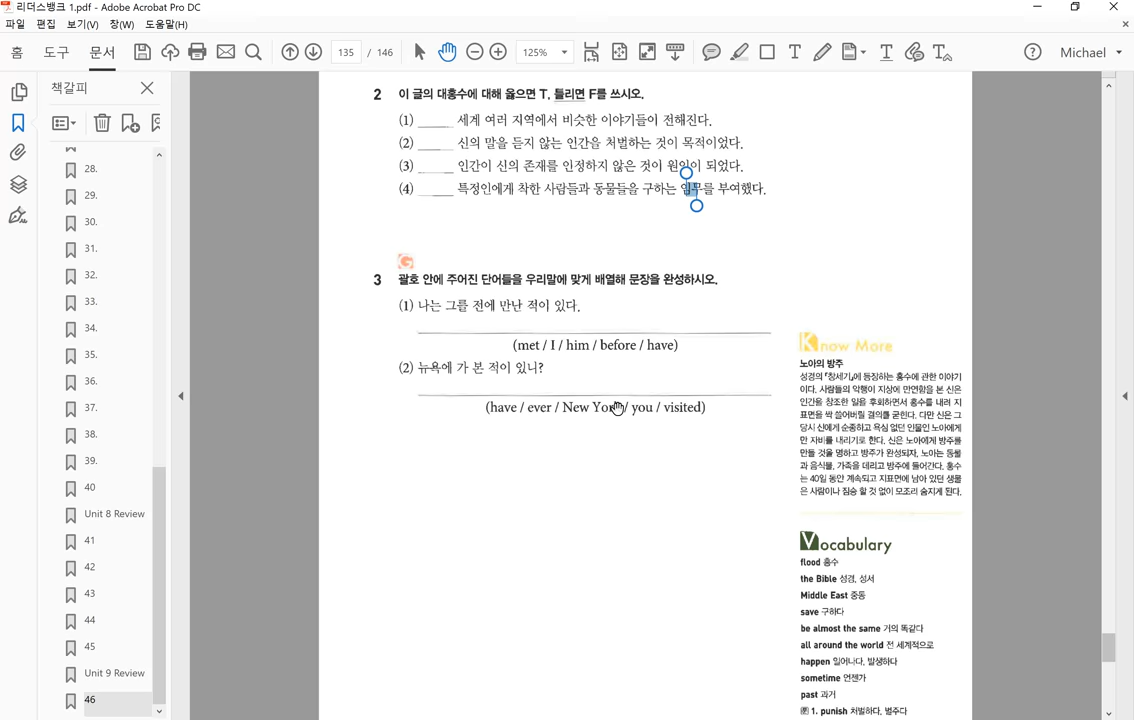 리더스뱅크 1.pdf - Adobe Acrobat Pro DC
파일 편집 보기(V) 창(W) 도움말(H)
홈 도구 문서 135 / 146 125% Michael
책갈피
28.
29.
30.
31.
32.
33.
34.
35.
36.
37.
38.
39.
40
Unit 8 Review
41
42
43
44
45
Unit 9 Review
46
2 이 글의 대홍수에 대해 옳으면 T, 틀리면 F를 쓰시오.
(1) ______ 세계 여러 지역에서 비슷한 이야기들이 전해진다.
(2) ______ 신의 말을 듣지 않는 인간을 처벌하는 것이 목적이었다.
(3) ______ 인간이 신의 존재를 인정하지 않은 것이 원인이 되었다.
(4) ______ 특정인에게 착한 사람들과 동물들을 구하는 임무를 부여했다.
G
3 괄호 안에 주어진 단어들을 우리말에 맞게 배열해 문장을 완성하시오.
(1) 나는 그를 전에 만난 적이 있다.
(met / I / him / before / have)
(2) 뉴욕에 가 본 적이 있니?
(have / ever / New York / you / visited)
Know More
노아의 방주
성경의 「창세기」에 등장하는 홍수에 관한 이야기
이다. 사람들의 악행이 지상에 만연함을 본 신은
인간을 창조한 일을 후회하면서 홍수를 내려 지
표면을 싹 쓸어버릴 결의를 굳힌다. 다만 신은 그
당시 신에게 순종하고 욕심 없던 인물인 노아에게
만 자비를 내리기로 한다. 신은 노아에게 방주를
만들 것을 명하고 방주가 완성되자, 노아는 동물
과 음식물, 가족을 데리고 방주에 들어간다. 홍수
는 40일 동안 계속되고 지표면에 남아 있던 생물
은 사람이나 짐승 할 것 없이 모조리 숨지게 된다.
Vocabulary
flood 홍수
the Bible 성경, 성서
Middle East 중동
save 구하다
be almost the same 거의 똑같다
all around the world 전 세계적으로
happen 일어나다, 발생하다
sometime 언젠가
past 과거
1. punish 처벌하다, 벌주다